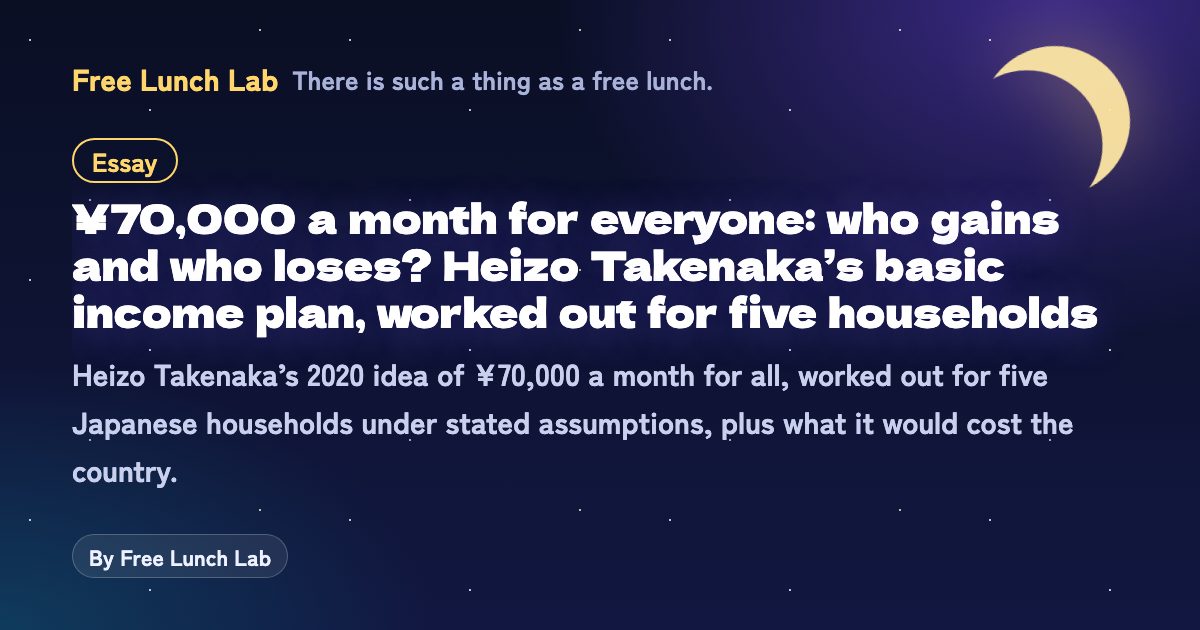 Free Lunch Lab There is such a thing as a free lunch.
Essay
¥70,000 a month for everyone: who gains
and who loses? Heizo Takenaka’s basic
income plan, worked out for five households
Heizo Takenaka’s 2020 idea of ¥70,000 a month for all, worked out for five
Japanese households under stated assumptions, plus what it would cost the
country.
By Free Lunch Lab